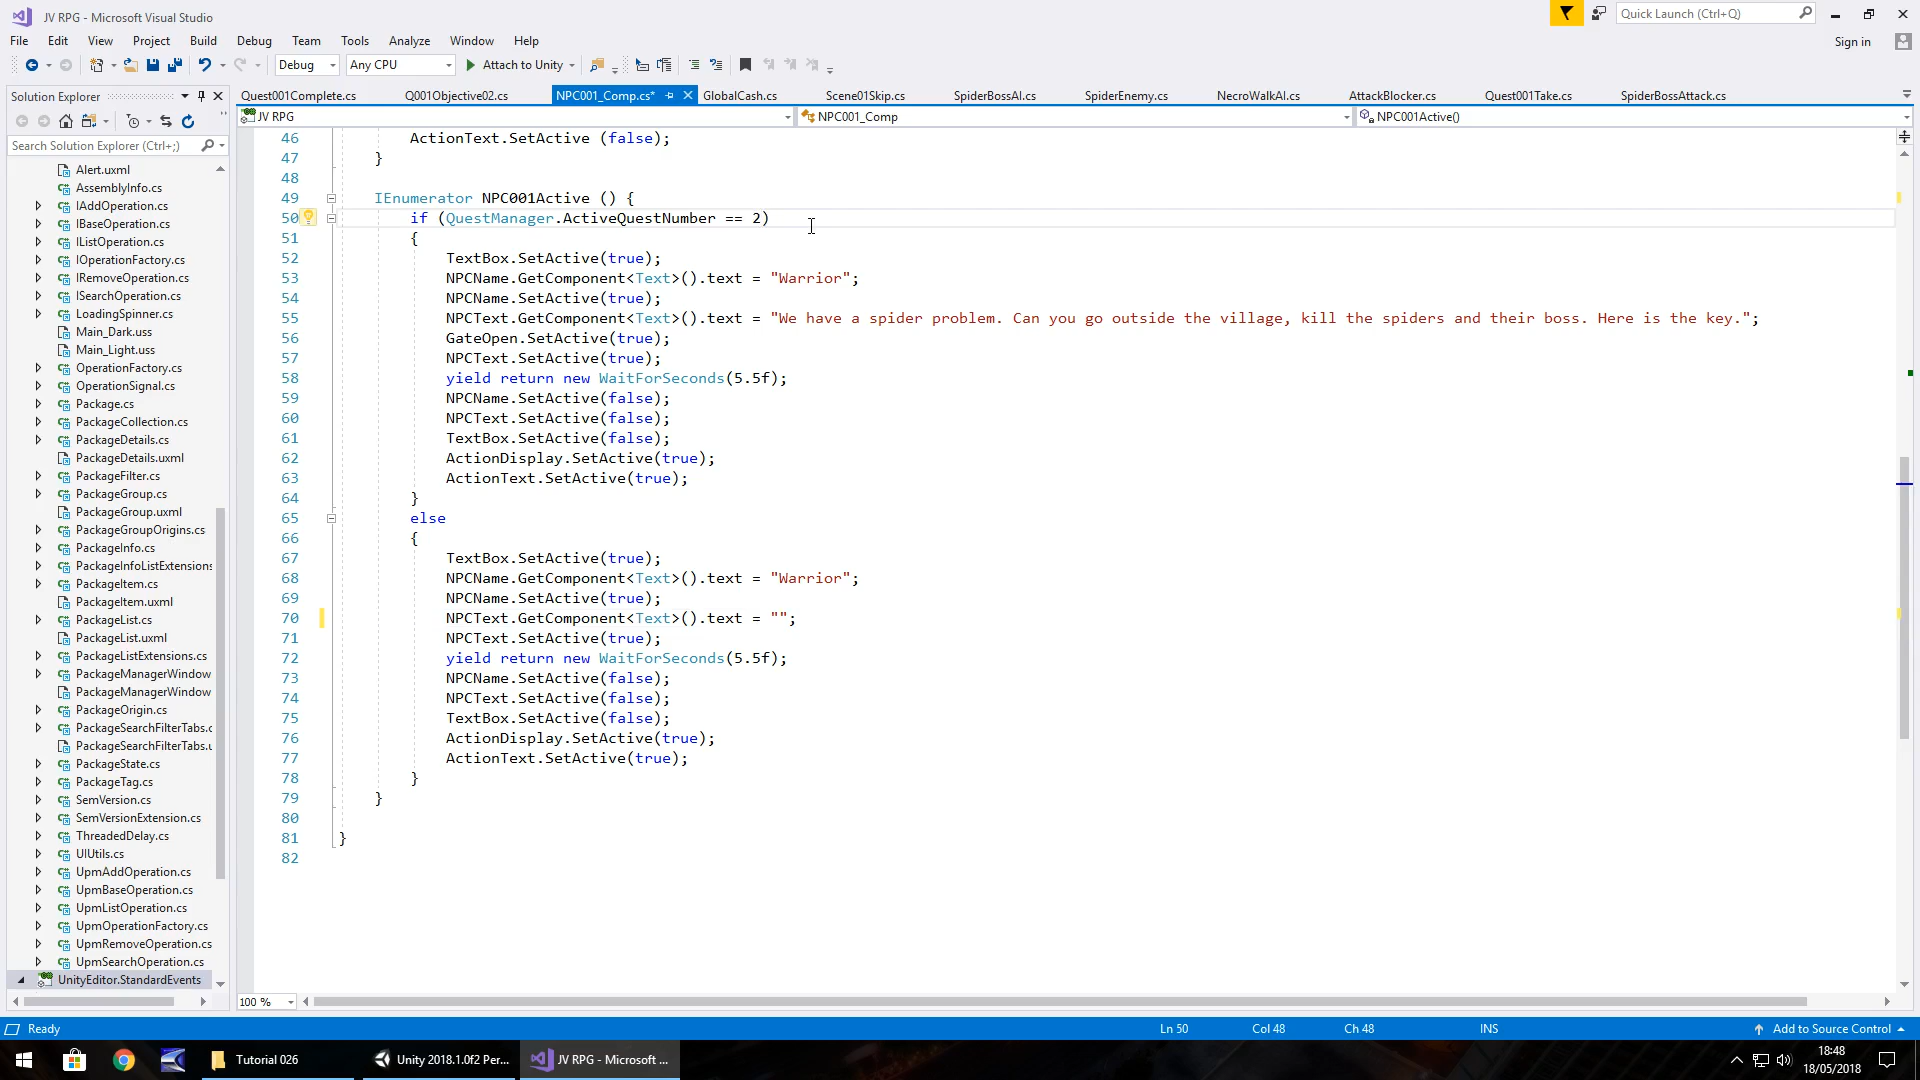 JV RPG - Microsoft Visual Studio
Quick Launch (Ctrl+Q)
File Edit View Project Build Debug Team Tools Analyze Window Help
Sign in
Debug Any CPU Attach to Unity
Solution Explorer
Quest001Complete.cs Q001Objective02.cs NPC001_Comp.cs* GlobalCash.cs Scene01Skip.cs SpiderBossAI.cs SpiderEnemy.cs NecroWalkAI.cs AttackBlocker.cs Quest001Take.cs SpiderBossAttack.cs
JV RPG NPC001_Comp NPC001Active()
Search Solution Explorer (Ctrl+;)
Alert.uxml
AssemblyInfo.cs
IAddOperation.cs
IBaseOperation.cs
IListOperation.cs
IOperationFactory.cs
IRemoveOperation.cs
ISearchOperation.cs
LoadingSpinner.cs
Main_Dark.uss
Main_Light.uss
OperationFactory.cs
OperationSignal.cs
Package.cs
PackageCollection.cs
PackageDetails.cs
PackageDetails.uxml
PackageFilter.cs
PackageGroup.cs
PackageGroup.uxml
PackageGroupOrigins.cs
PackageInfo.cs
PackageInfoListExtensions
PackageItem.cs
PackageItem.uxml
PackageList.cs
PackageList.uxml
PackageListExtensions.cs
PackageManagerWindow
PackageManagerWindow
PackageOrigin.cs
PackageSearchFilterTabs.c
PackageSearchFilterTabs.u
PackageState.cs
PackageTag.cs
SemVersion.cs
SemVersionExtension.cs
ThreadedDelay.cs
UIUtils.cs
UpmAddOperation.cs
UpmBaseOperation.cs
UpmListOperation.cs
UpmOperationFactory.cs
UpmRemoveOperation.cs
UpmSearchOperation.cs
UnityEditor.StandardEvents
46 ActionText.SetActive (false);
47 }
48
49 IEnumerator NPC001Active () {
50 if (QuestManager.ActiveQuestNumber == 2)
51 {
52 TextBox.SetActive(true);
53 NPCName.GetComponent<Text>().text = "Warrior";
54 NPCName.SetActive(true);
55 NPCText.GetComponent<Text>().text = "We have a spider problem. Can you go outside the village, kill the spiders and their boss. Here is the key.";
56 GateOpen.SetActive(true);
57 NPCText.SetActive(true);
58 yield return new WaitForSeconds(5.5f);
59 NPCName.SetActive(false);
60 NPCText.SetActive(false);
61 TextBox.SetActive(false);
62 ActionDisplay.SetActive(true);
63 ActionText.SetActive(true);
64 }
65 else
66 {
67 TextBox.SetActive(true);
68 NPCName.GetComponent<Text>().text = "Warrior";
69 NPCName.SetActive(true);
70 NPCText.GetComponent<Text>().text = "";
71 NPCText.SetActive(true);
72 yield return new WaitForSeconds(5.5f);
73 NPCName.SetActive(false);
74 NPCText.SetActive(false);
75 TextBox.SetActive(false);
76 ActionDisplay.SetActive(true);
77 ActionText.SetActive(true);
78 }
79 }
80
81 }
82
100 %
Ready Ln 50 Col 48 Ch 48 INS Add to Source Control
Tutorial 026 Unity 2018.1.0f2 Per... JV RPG - Microsoft ...
18:48
18/05/2018